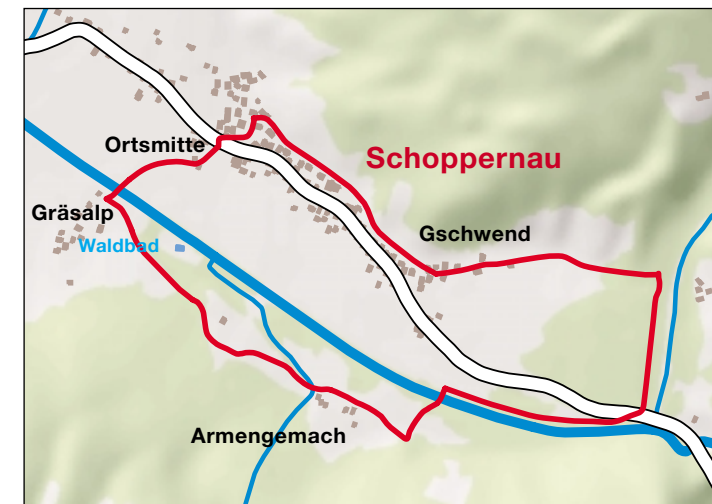 Ortsmitte
Schoppernau
Gräsalp
Gschwend
Waldbad
Armengemach